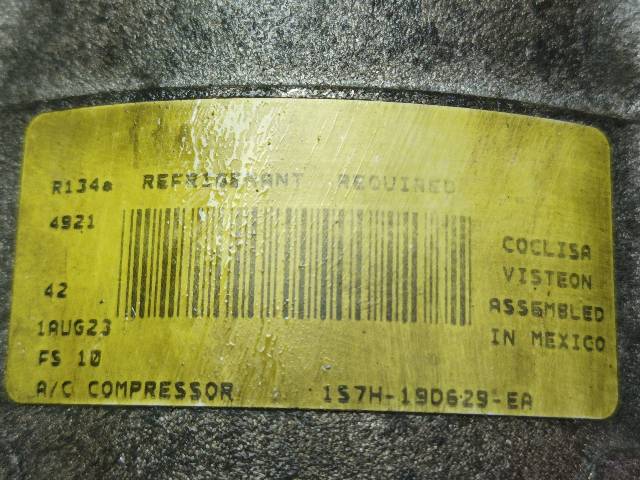 R134a REFRIGERANT REQUIRED
4921
COCLISA
VISTEON
42
ASSEMBLED
1AUG23
IN MEXICO
FS 10
A/C COMPRESSOR 1S7H-19D629-EA